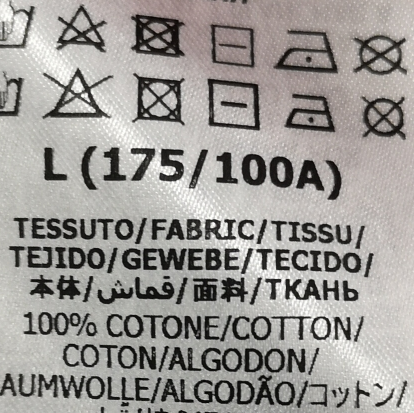 L (175/100A)
TESSUTO/FABRIC/TISSU/
TEJIDO/GEWEBE/TECIDO/
本体/قماش/面料/ТКАНЬ
100% COTONE/COTTON/
COTON/ALGODON/
AUMWOLLE/ALGODÃO/コットン/